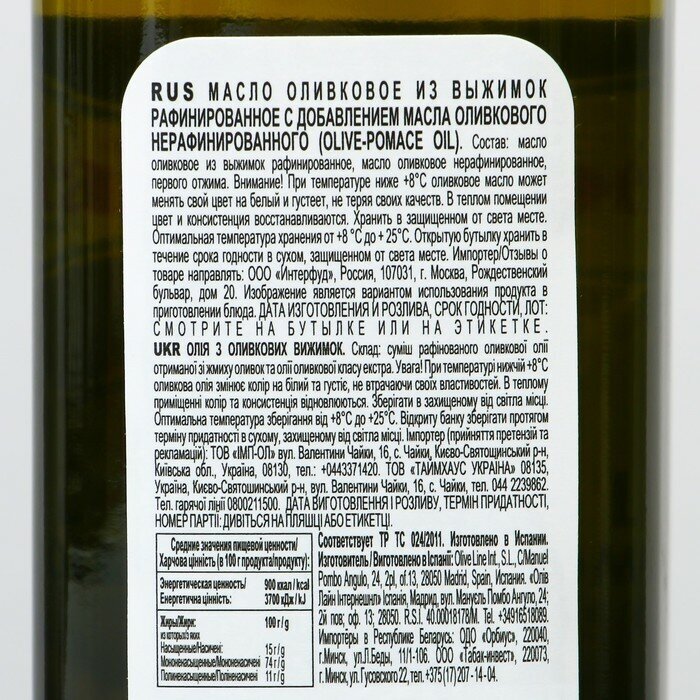 RUS МАСЛО ОЛИВКОВОЕ ИЗ ВЫЖИМОК
РАФИНИРОВАННОЕ С ДОБАВЛЕНИЕМ МАСЛА ОЛИВКОВОГО
НЕРАФИНИРОВАННОГО (OLIVE-POMACE OIL). Состав: масло
оливковое из выжимок рафинированное, масло оливковое нерафинированное,
первого отжима. Внимание! При температуре ниже +8°С оливковое масло может
менять свой цвет на белый и густеет, не теряя своих качеств. В теплом помещении
цвет и консистенция восстанавливаются. Хранить в защищенном от света месте.
Оптимальная температура хранения от +8 °С до + 25°С. Открытую бутылку хранить в
течение срока годности в сухом, защищенном от света месте. Импортер/Отзывы о
товаре направлять: ООО «Интерфуд», Россия, 107031, г. Москва, Рождественский
бульвар, дом 20. Изображение является вариантом использования продукта в
приготовлении блюда. ДАТА ИЗГОТОВЛЕНИЯ И РОЗЛИВА, СРОК ГОДНОСТИ, ЛОТ:
СМОТРИТЕ НА БУТЫЛКЕ ИЛИ НА ЭТИКЕТКЕ.
UKR ОЛІЯ З ОЛИВКОВИХ ВИЖИМОК. Склад: суміш рафінованого оливкової олії
отриманої зі жмиху оливок та олії оливкової класу екстра. Увага! При температурі нижчій +8°С
оливкова олія змінює колір на білий та густіє, не втрачаючи своїх властивостей. В теплому
приміщенні колір та консистенція відновлюються. Зберігати в захищеному від світла місці.
Оптимальна температура зберігання від +8°С до +25°С. Відкриту банку зберігати протягом
терміну придатності в сухому, захищеному від світла місці. Імпортер (прийняття претензій та
рекламацій): ТОВ «ІМП-ОЛ» вул. Валентини Чайки, 16, с. Чайки, Києво-Святошинський р-н,
Київська обл., Україна, 08130, тел.: +0443371420. ТОВ «ТАЙМХАУС УКРАІНА» 08135,
Україна, Києво-Святошинський р-н, вул. Валентини Чайки, 16, с. Чайки, тел. 044 2239862.
Тел. гарячої лінії 0800211500. ДАТА ВИГОТОВЛЕННЯ І РОЗЛИВУ, ТЕРМІН ПРИДАТНОСТІ,
НОМЕР ПАРТІЇ: ДИВІТЬСЯ НА ПЛЯШЦІ АБО ЕТИКЕТЦІ.
Средние значения пищевой ценности/
Харчова цінність (в 100 г продукта/продукту):
Энергетическая ценность/ 900 ккал / kcal
Енергетична цінність: 3700 кДж / kJ
Жиры/Жири: 100 г / g
из которых/з яких
Насыщенные/Насичені: 15 г / g
Мононенасыщенные/Мононенасичені 74 г / g
Полиненасыщенные/Поліненасичені 11 г / g
Соответствует ТР ТС 024/2011. Изготовлено в Испании.
Изготовитель / Виготовлено в Іспанії: Olive Line Int., S.L., C/Manuel
Pombo Angulo, 24, 2pl, of.13, 28050 Madrid, Spain, Испания. «Олів
Лайн Інтернешнл» Іспанія, Мадрид, вул. Мануель Помбо Ангуло, 24;
2й пов; оф. 13; 28050. R.S.I. 40.0018178/M. Tel. +34916518089.
Импортёры в Республике Беларусь: ОДО «Орбиус», 220040,
г.Минск, ул.Л.Беды, 11/1-106. ООО «Табак-инвест», 220073,
г.Минск, ул. Гусовского 22, тел. +375(17) 207 - 14 - 04.